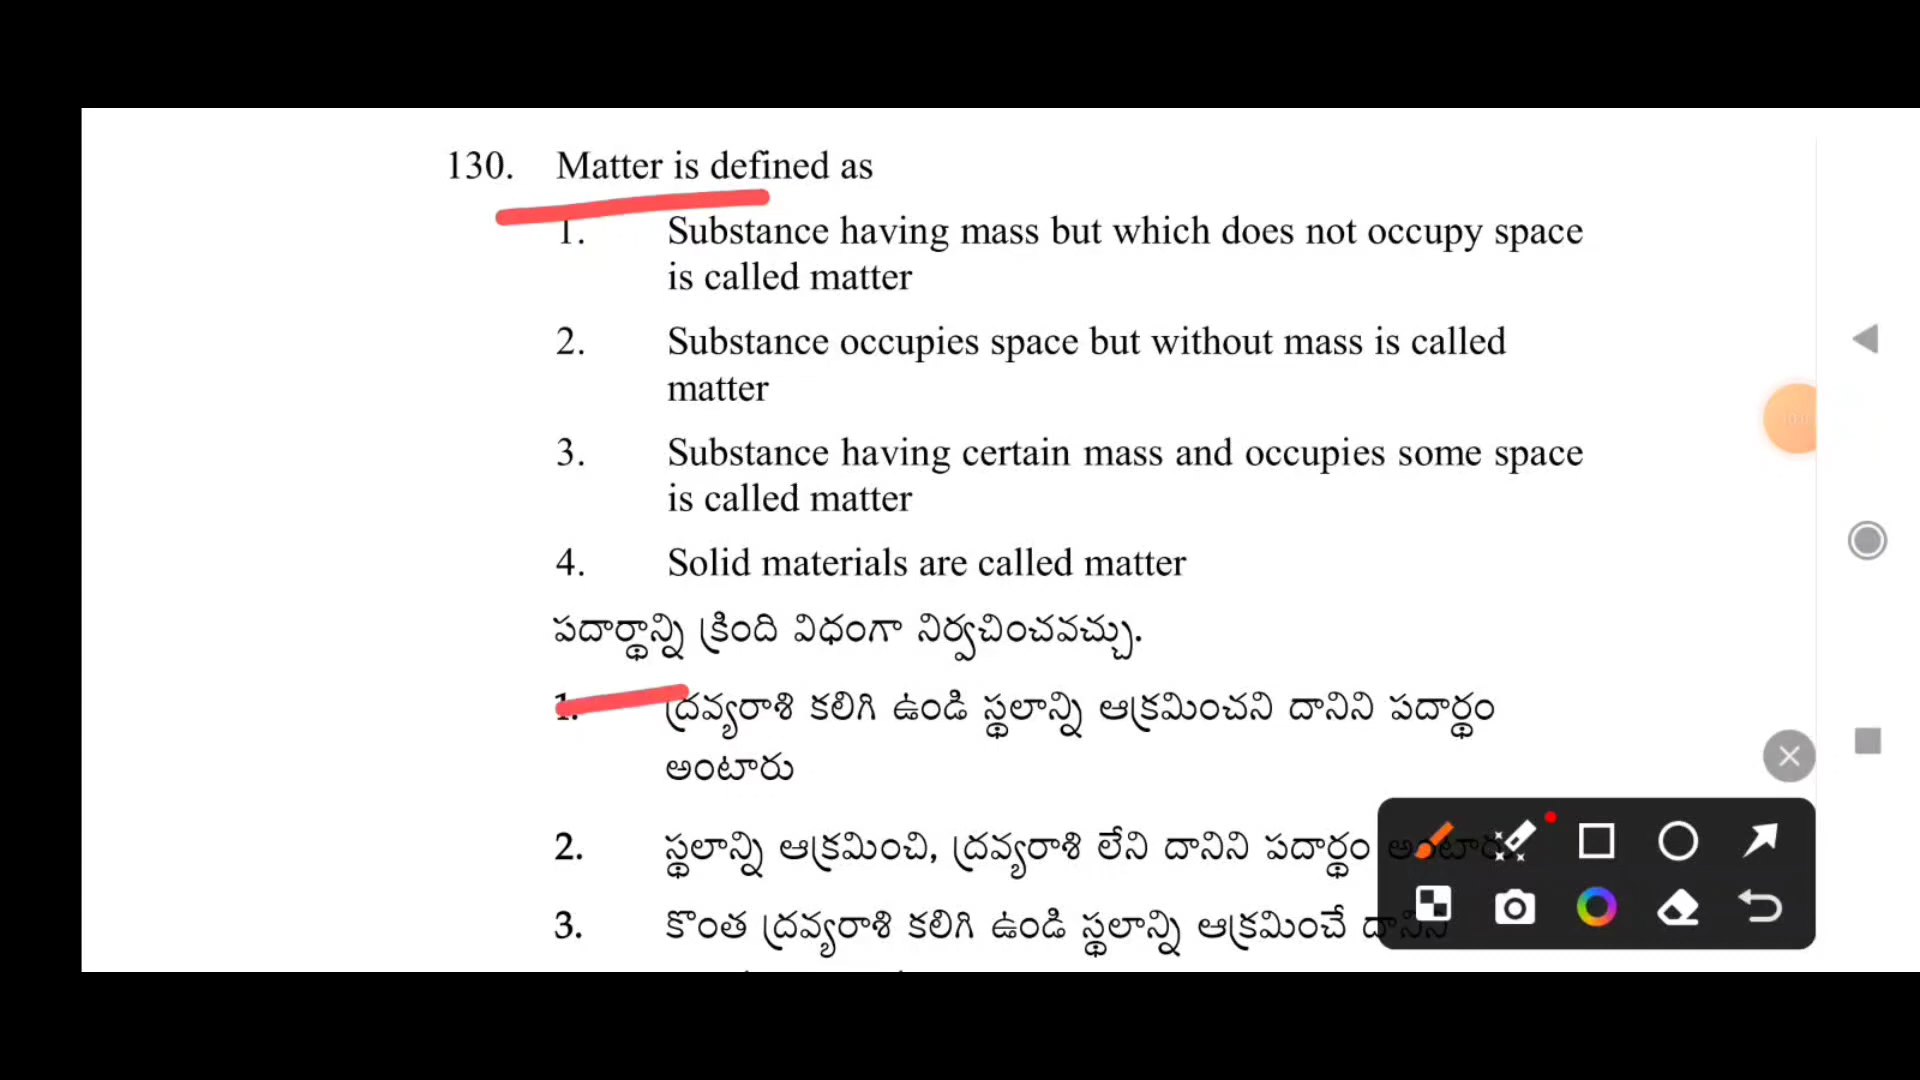 130. Matter is defined as
1. Substance having mass but which does not occupy space
is called matter
2. Substance occupies space but without mass is called
matter
3. Substance having certain mass and occupies some space
is called matter
4. Solid materials are called matter
పదార్థాన్ని క్రింది విధంగా నిర్వచించవచ్చు.
1. ద్రవ్యరాశి కలిగి ఉండి స్థలాన్ని ఆక్రమించని దానిని పదార్థం
అంటారు
2. స్థలాన్ని ఆక్రమించి, ద్రవ్యరాశి లేని దానిని పదార్థం అంటారు
3. కొంత ద్రవ్యరాశి కలిగి ఉండి స్థలాన్ని ఆక్రమించే దానిని